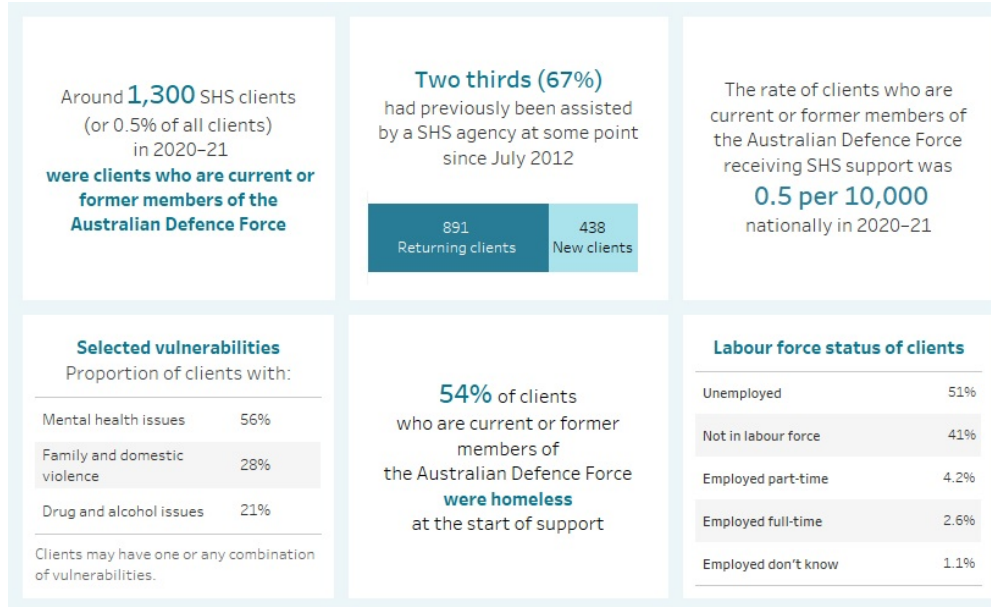 Around 1,300 SHS clients
(or 0.5% of all clients)
in 2020–21
were clients who are current or
former members of the
Australian Defence Force
Two thirds (67%)
had previously been assisted
by a SHS agency at some point
since July 2012
891
Returning clients
438
New clients
The rate of clients who are
current or former members of
the Australian Defence Force
receiving SHS support was
0.5 per 10,000
nationally in 2020–21
Selected vulnerabilities
Proportion of clients with:
Mental health issues 56%
Family and domestic
violence 28%
Drug and alcohol issues 21%
Clients may have one or any combination
of vulnerabilities.
54% of clients
who are current or former
members of
the Australian Defence Force
were homeless
at the start of support
Labour force status of clients
Unemployed 51%
Not in labour force 41%
Employed part-time 4.2%
Employed full-time 2.6%
Employed don't know 1.1%